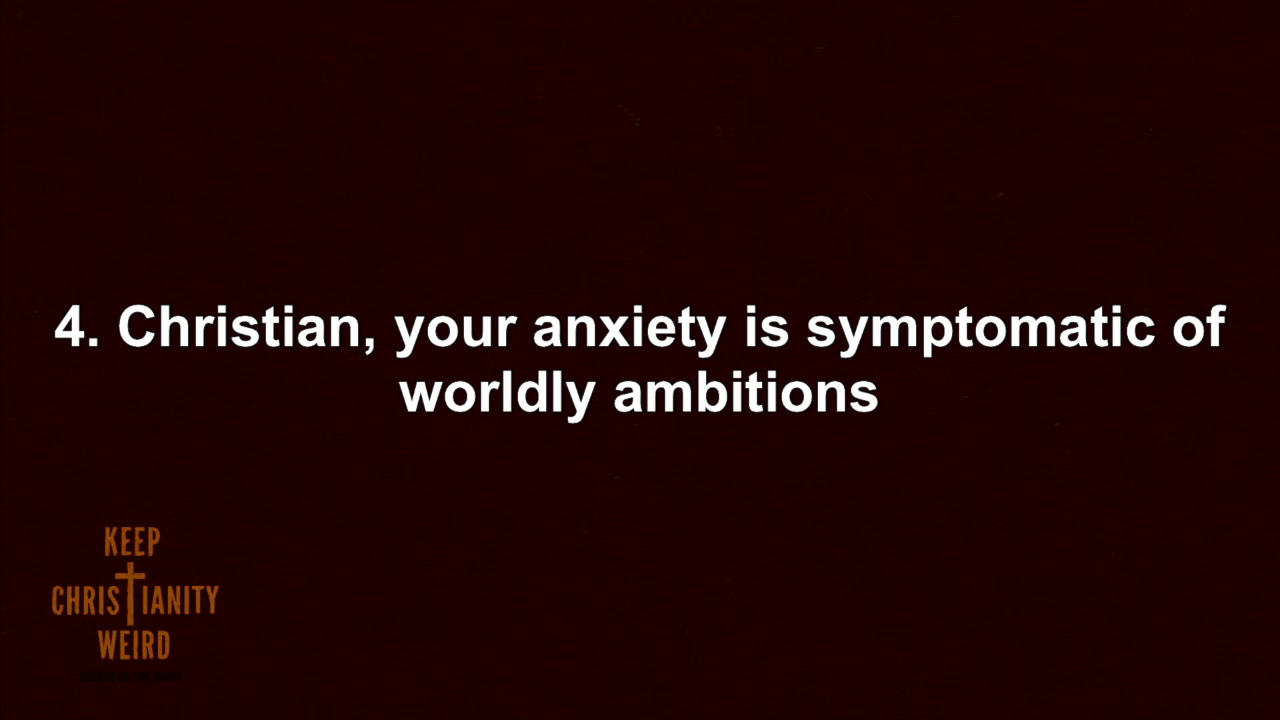 4. Christian, your anxiety is symptomatic of
worldly ambitions
KEEP
CHRISTIANITY
WEIRD